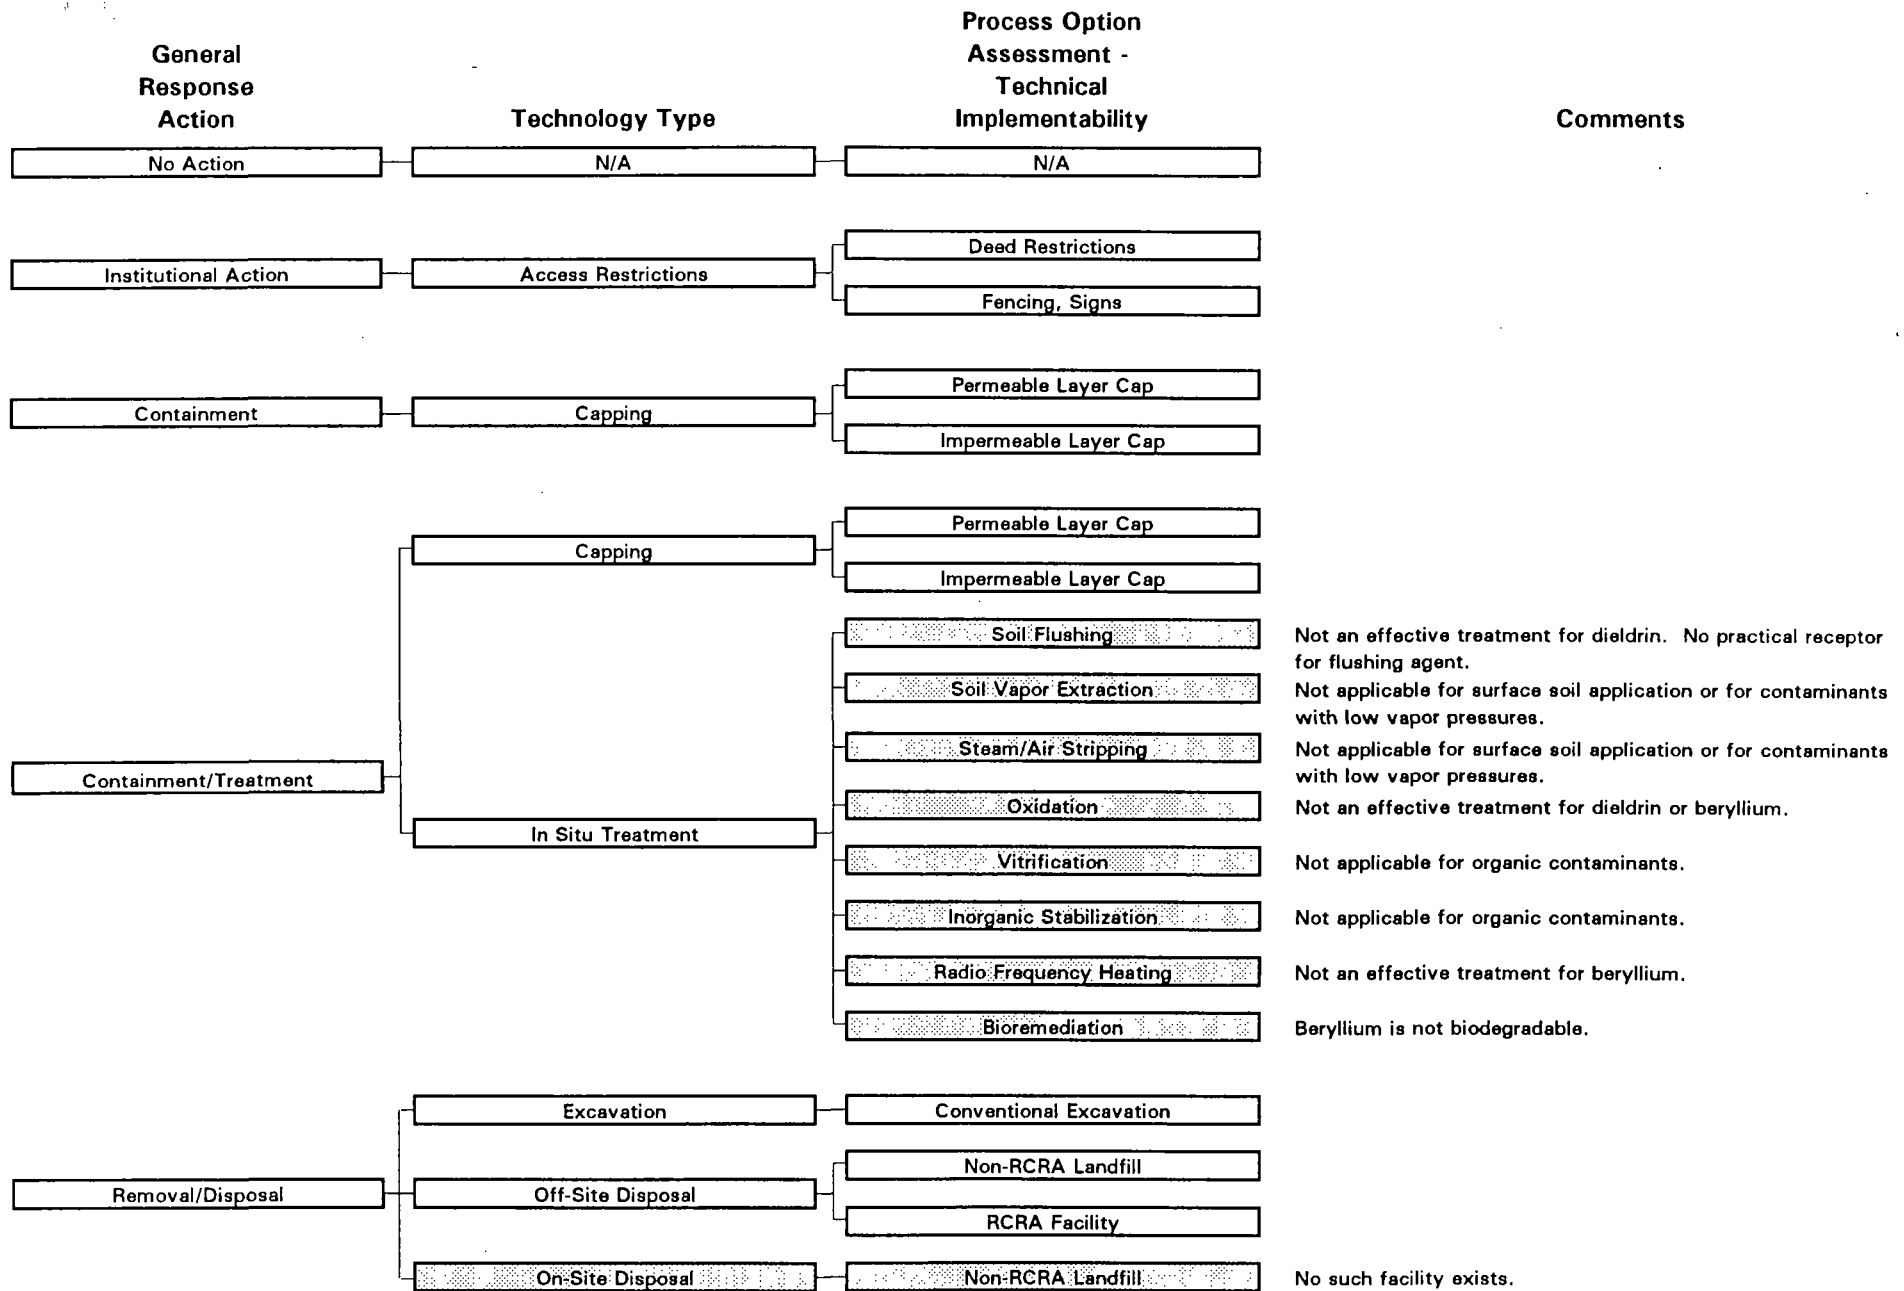 General
Response
Action
Technology Type
Process Option
Assessment -
Technical
Implementability
Comments
No Action
N/A
N/A
Institutional Action
Access Restrictions
Deed Restrictions
Fencing, Signs
Containment
Capping
Permeable Layer Cap
Impermeable Layer Cap
Containment/Treatment
Capping
Permeable Layer Cap
Impermeable Layer Cap
In Situ Treatment
Soil Flushing
Not an effective treatment for dieldrin. No practical receptor
for flushing agent.
Soil Vapor Extraction
Not applicable for surface soil application or for contaminants
with low vapor pressures.
Steam/Air Stripping
Not applicable for surface soil application or for contaminants
with low vapor pressures.
Oxidation
Not an effective treatment for dieldrin or beryllium.
Vitrification
Not applicable for organic contaminants.
Inorganic Stabilization
Not applicable for organic contaminants.
Radio Frequency Heating
Not an effective treatment for beryllium.
Bioremediation
Beryllium is not biodegradable.
Removal/Disposal
Excavation
Conventional Excavation
Off-Site Disposal
Non-RCRA Landfill
RCRA Facility
On-Site Disposal
Non-RCRA Landfill
No such facility exists.